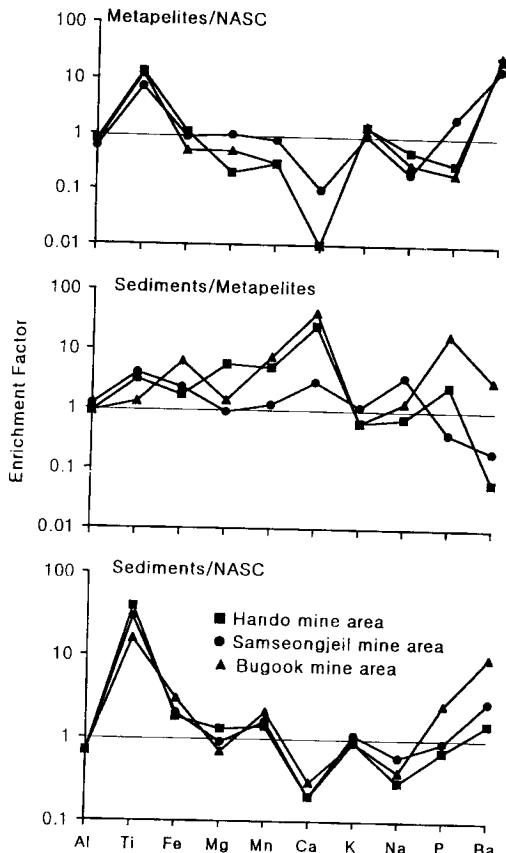 Metapelites/NASC
10
1
0.1
0.01
Sediments/Metapelites
100
10
1
0.1
0.01
Enrichment Factor
Sediments/NASC
100
10
1
0.1
Hando mine area
Samseongjeil mine area
Bugook mine area
Al Ti Fe Mg Mn Ca K Na P Ba